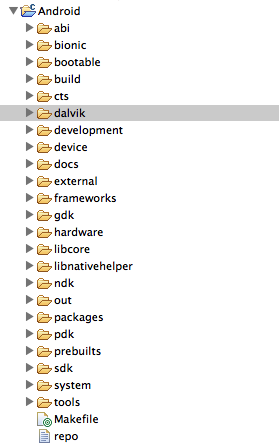 Android
abi
bionic
bootable
build
cts
dalvik
development
device
docs
external
frameworks
gdk
hardware
libcore
libnativehelper
ndk
out
packages
pdk
prebuilts
sdk
system
tools
Makefile
repo